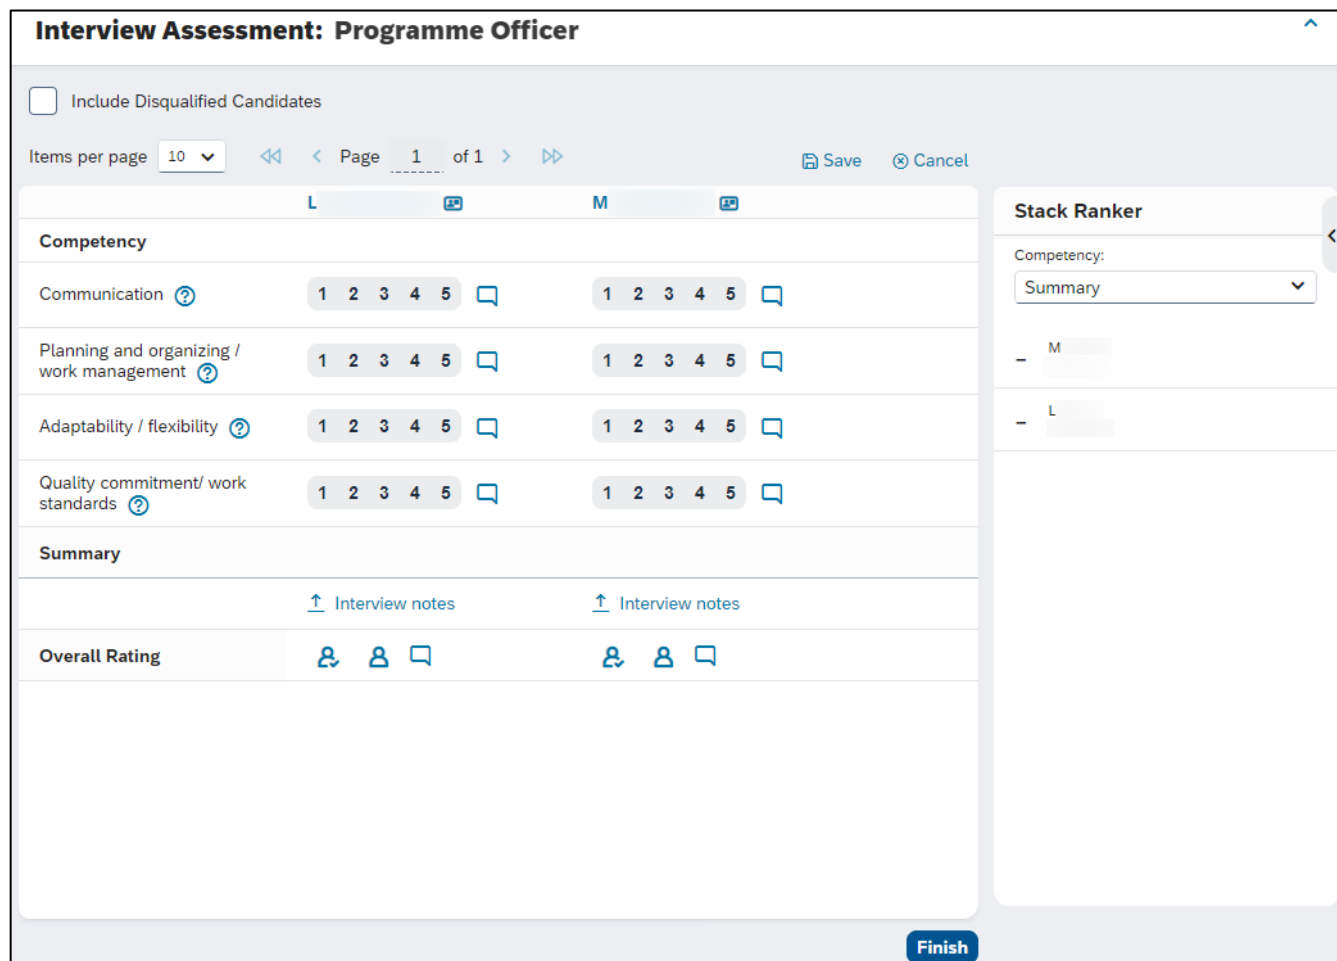 Interview Assessment: Programme Officer
Include Disqualified Candidates
Items per page 10 Page 1 of 1 Save Cancel
L M
Competency
Communication 1 2 3 4 5 1 2 3 4 5
Planning and organizing /
work management 1 2 3 4 5 1 2 3 4 5
Adaptability / flexibility 1 2 3 4 5 1 2 3 4 5
Quality commitment/ work
standards 1 2 3 4 5 1 2 3 4 5
Summary
Interview notes Interview notes
Overall Rating
Finish
Stack Ranker
Competency:
Summary
– M
– L